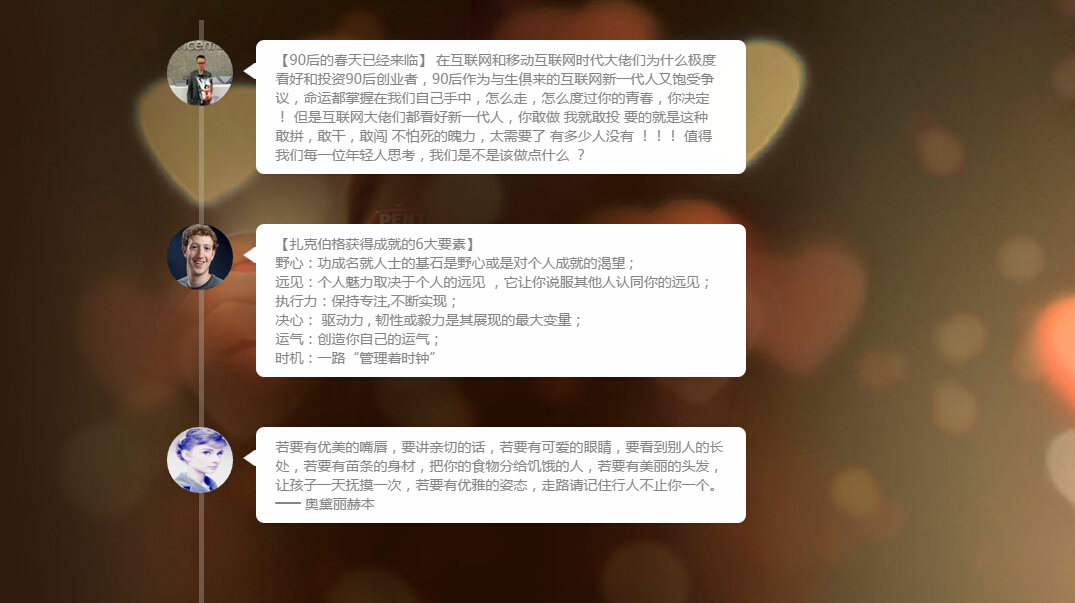 【90后的春天已经来临】 在互联网和移动互联网时代大佬们为什么极度
看好和投资90后创业者，90后作为与生俱来的互联网新一代人又饱受争
议，命运都掌握在我们自己手中，怎么走，怎么度过你的青春，你决定
！ 但是互联网大佬们都看好新一代人，你敢做 我就敢投 要的就是这种
敢拼，敢干，敢闯 不怕死的魄力，太需要了 有多少人没有 ！！！ 值得
我们每一位年轻人思考，我们是不是该做点什么 ？
【扎克伯格获得成就的6大要素】
野心：功成名就人士的基石是野心或是对个人成就的渴望；
远见：个人魅力取决于个人的远见 ，它让你说服其他人认同你的远见；
执行力：保持专注,不断实现；
决心： 驱动力 , 韧性或毅力是其展现的最大变量；
运气：创造你自己的运气；
时机：一路“管理着时钟”
若要有优美的嘴唇，要讲亲切的话，若要有可爱的眼睛，要看到别人的长
处，若要有苗条的身材，把你的食物分给饥饿的人，若要有美丽的头发，
让孩子一天抚摸一次，若要有优雅的姿态，走路请记住行人不止你一个。
—— 奥黛丽赫本